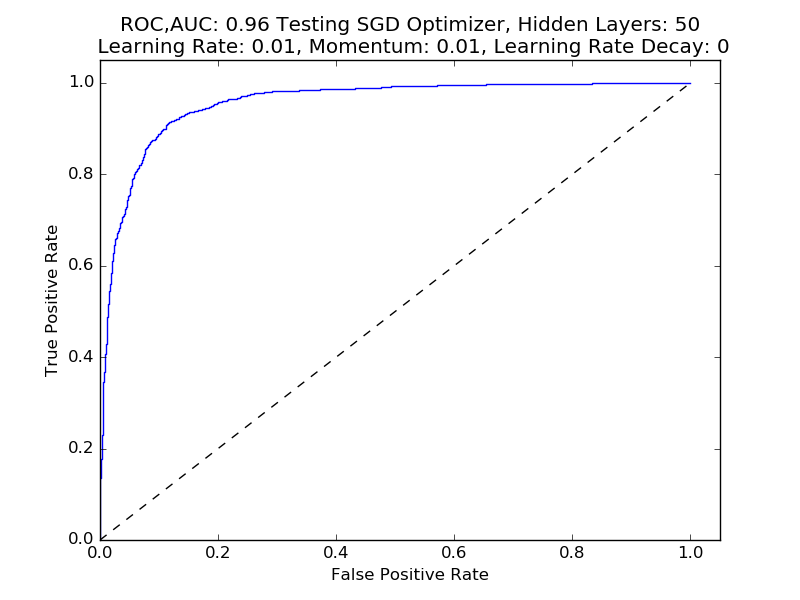 ROC,AUC: 0.96 Testing SGD Optimizer, Hidden Layers: 50
Learning Rate: 0.01, Momentum: 0.01, Learning Rate Decay: 0
1.0
0.8
0.6
0.4
0.2
0.0
True Positive Rate
0.0 0.2 0.4 0.6 0.8 1.0
False Positive Rate